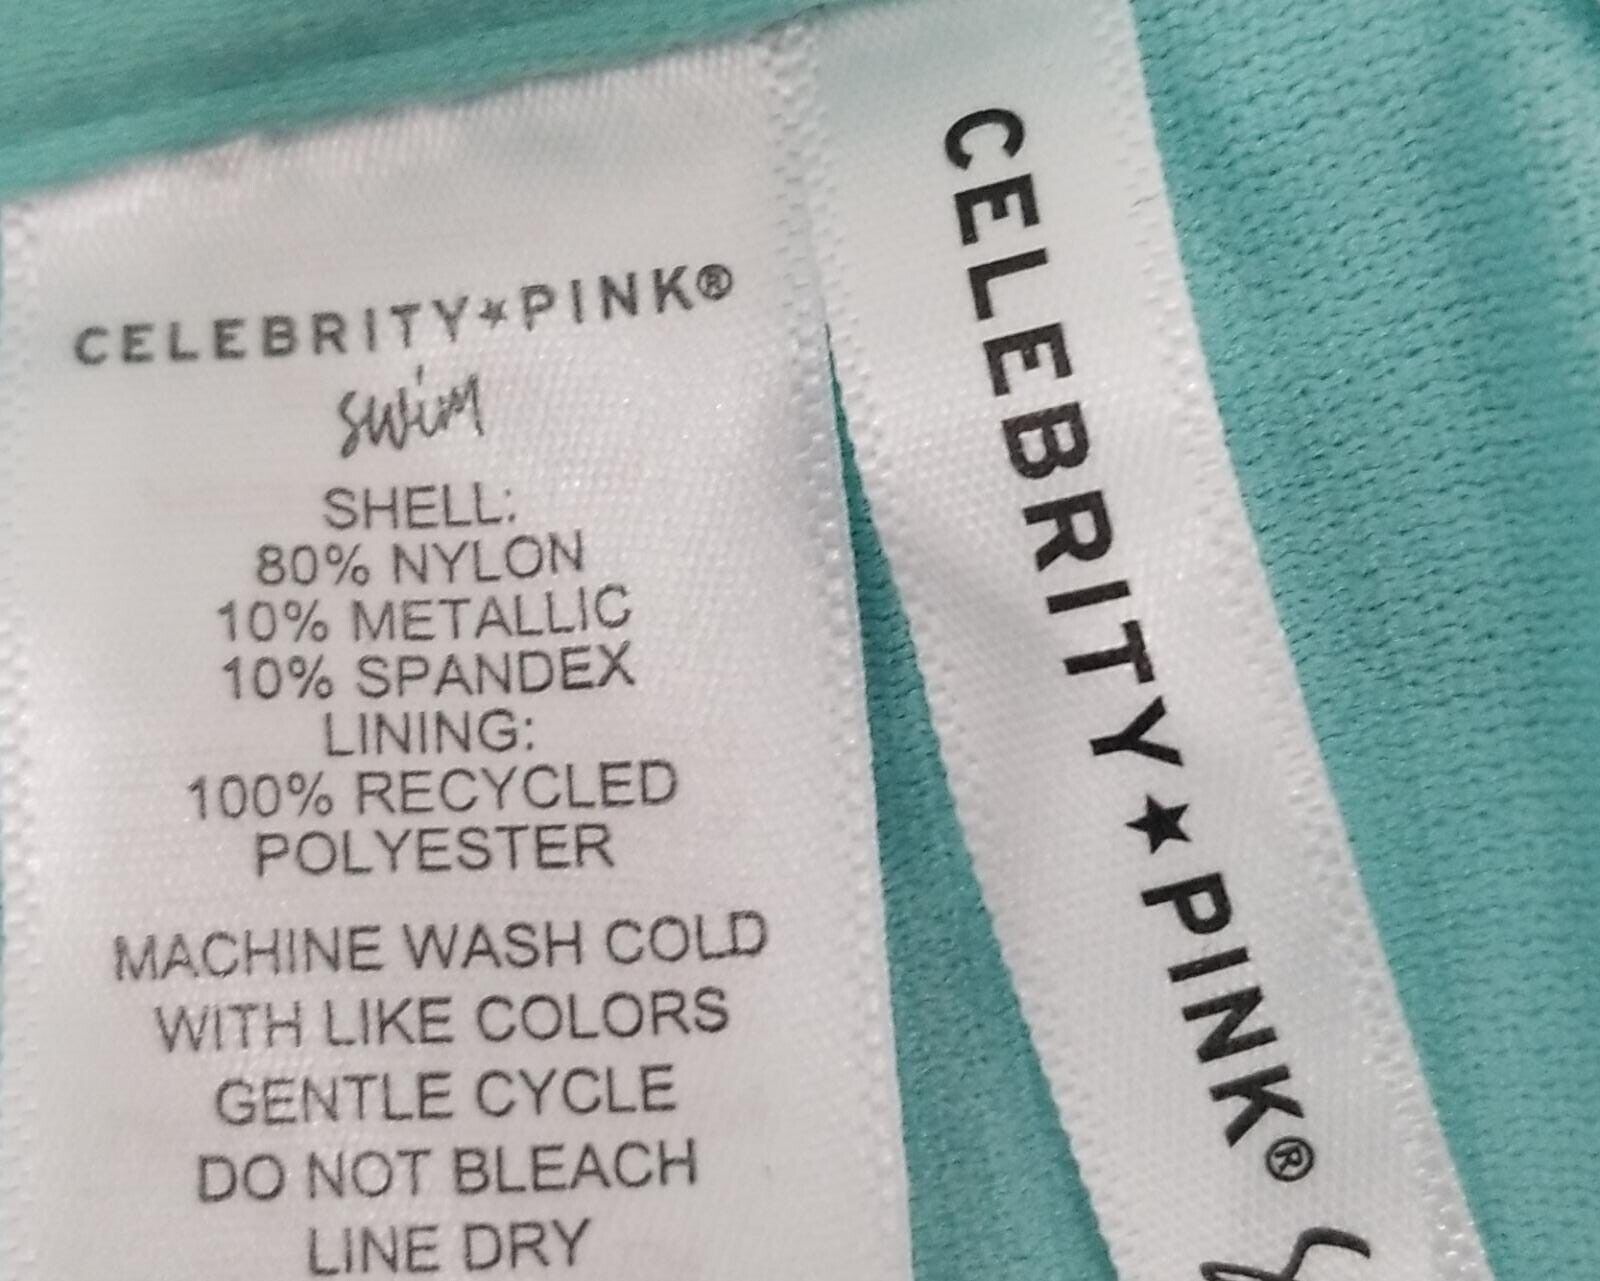 CELEBRITY★PINK®
swim
SHELL:
80% NYLON
10% METALLIC
10% SPANDEX
LINING:
100% RECYCLED
POLYESTER
MACHINE WASH COLD
WITH LIKE COLORS
GENTLE CYCLE
DO NOT BLEACH
LINE DRY
CELEBRITY★PINK®